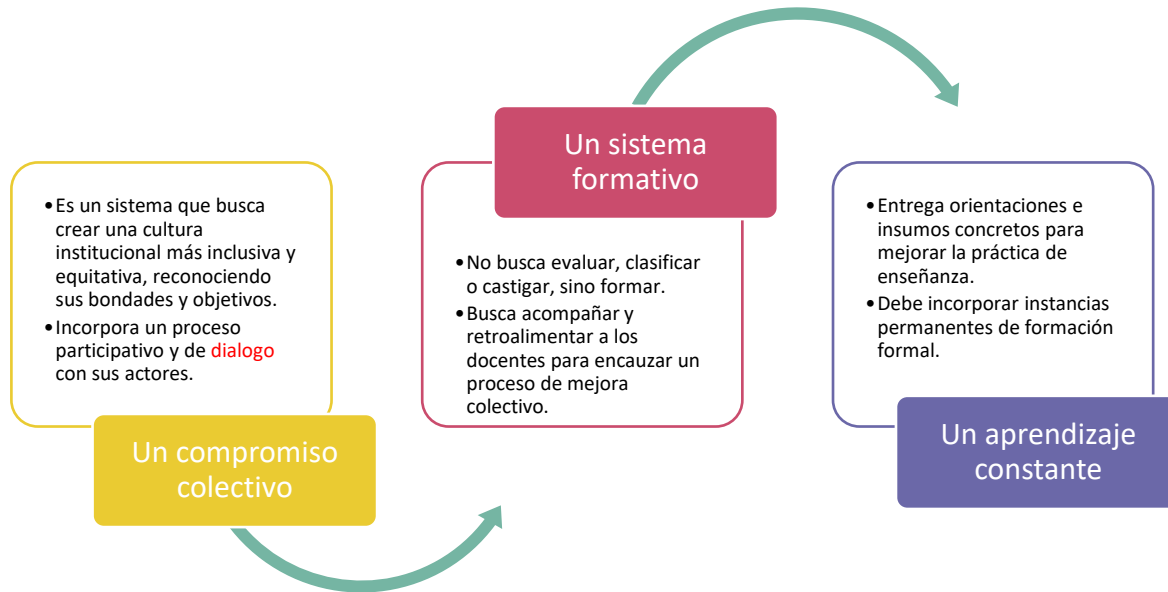 •Es un sistema que busca
crear una cultura
institucional más inclusiva y
equitativa, reconociendo
sus bondades y objetivos.
•Incorpora un proceso
participativo y de dialogo
con sus actores.
Un compromiso
colectivo
Un sistema
formativo
•No busca evaluar, clasificar
o castigar, sino formar.
•Busca acompañar y
retroalimentar a los
docentes para encauzar un
proceso de mejora
colectivo.
•Entrega orientaciones e
insumos concretos para
mejorar la práctica de
enseñanza.
•Debe incorporar instancias
permanentes de formación
formal.
Un aprendizaje
constante